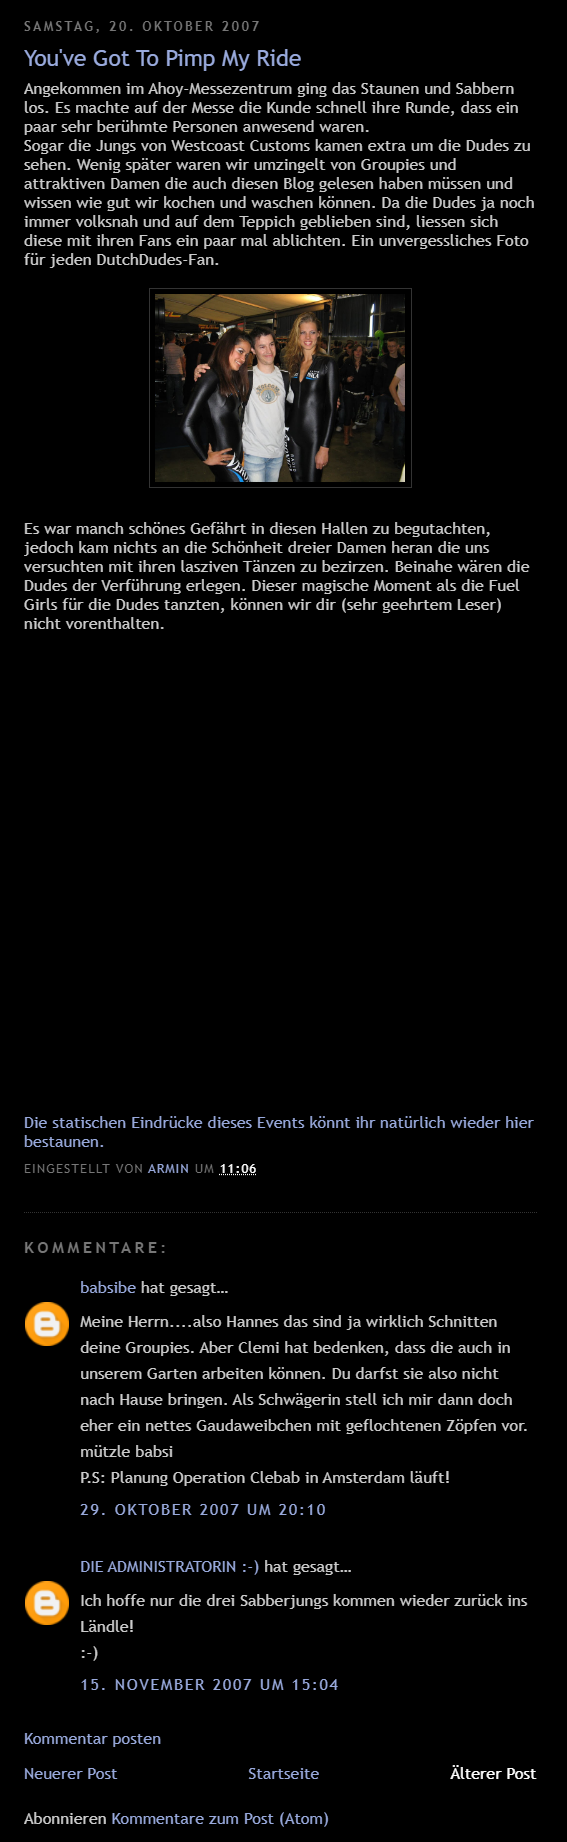 SAMSTAG, 20. OKTOBER 2007
You've Got To Pimp My Ride
Angekommen im Ahoy-Messezentrum ging das Staunen und Sabbern
los. Es machte auf der Messe die Kunde schnell ihre Runde, dass ein
paar sehr berühmte Personen anwesend waren.
Sogar die Jungs von Westcoast Customs kamen extra um die Dudes zu
sehen. Wenig später waren wir umzingelt von Groupies und
attraktiven Damen die auch diesen Blog gelesen haben müssen und
wissen wie gut wir kochen und waschen können. Da die Dudes ja noch
immer volksnah und auf dem Teppich geblieben sind, liessen sich
diese mit ihren Fans ein paar mal ablichten. Ein unvergessliches Foto
für jeden DutchDudes-Fan.
Es war manch schönes Gefährt in diesen Hallen zu begutachten,
jedoch kam nichts an die Schönheit dreier Damen heran die uns
versuchten mit ihren lasziven Tänzen zu bezirzen. Beinahe wären die
Dudes der Verführung erlegen. Dieser magische Moment als die Fuel
Girls für die Dudes tanzten, können wir dir (sehr geehrtem Leser)
nicht vorenthalten.
Die statischen Eindrücke dieses Events könnt ihr natürlich wieder hier
bestaunen.
EINGESTELLT VON ARMIN UM 11:06
KOMMENTARE:
babsibe hat gesagt…
Meine Herrn....also Hannes das sind ja wirklich Schnitten
deine Groupies. Aber Clemi hat bedenken, dass die auch in
unserem Garten arbeiten können. Du darfst sie also nicht
nach Hause bringen. Als Schwägerin stell ich mir dann doch
eher ein nettes Gaudaweibchen mit geflochtenen Zöpfen vor.
mützle babsi
P.S: Planung Operation Clebab in Amsterdam läuft!
29. OKTOBER 2007 UM 20:10
DIE ADMINISTRATORIN :-) hat gesagt…
Ich hoffe nur die drei Sabberjungs kommen wieder zurück ins
Ländle!
:-)
15. NOVEMBER 2007 UM 15:04
Kommentar posten
Neuerer Post Startseite Älterer Post
Abonnieren Kommentare zum Post (Atom)